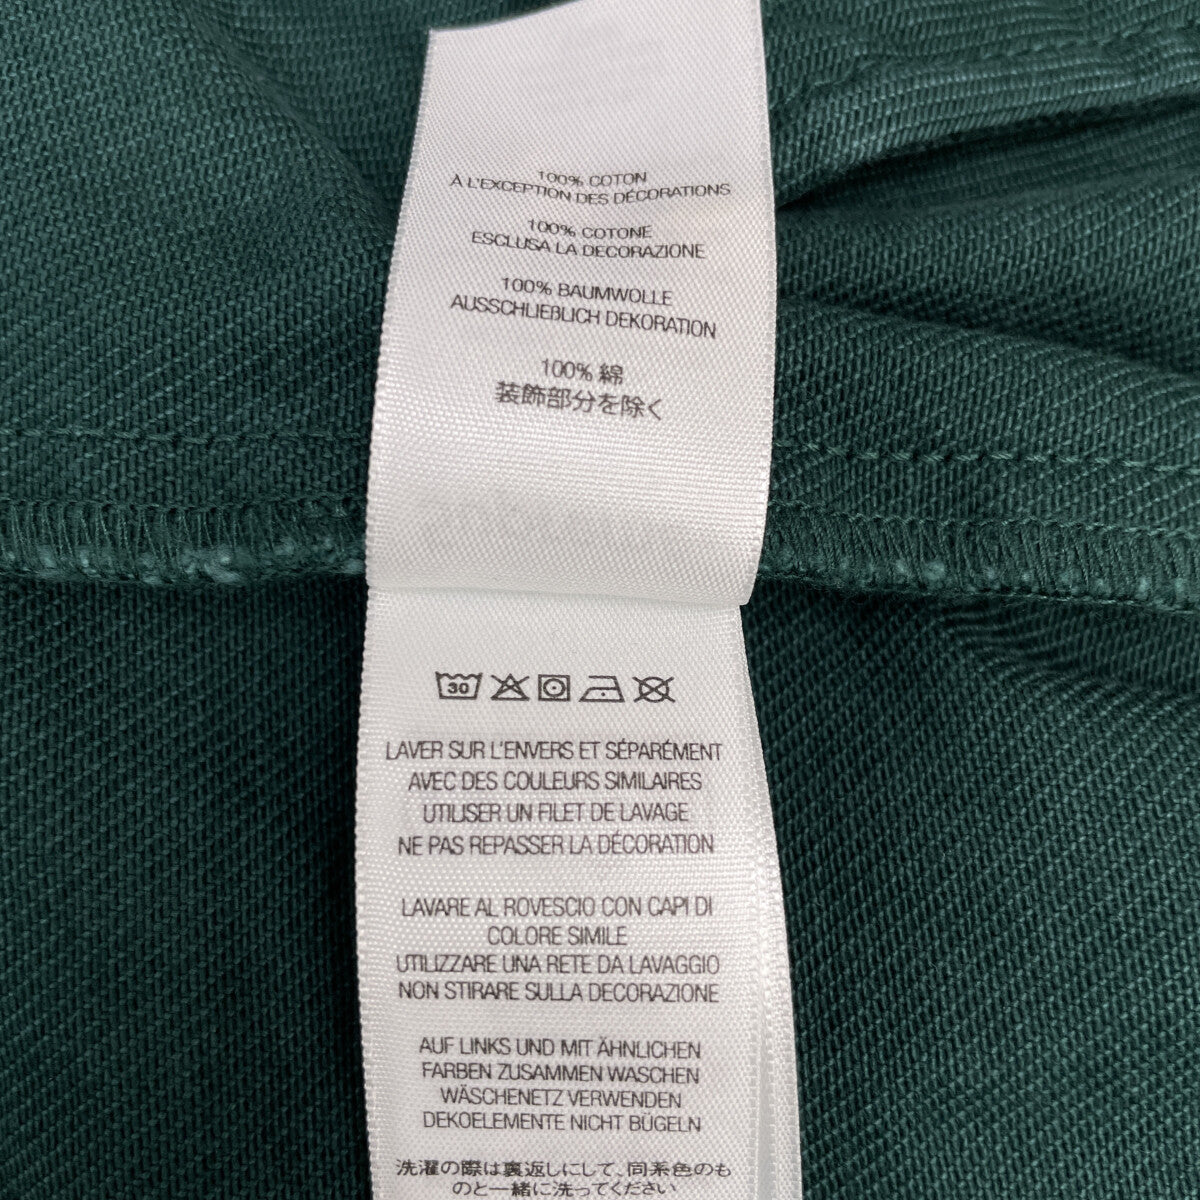 100% COTON
À L'EXCEPTION DES DÉCORATIONS
100% COTONE
ESCLUSA LA DECORAZIONE
100% BAUMWOLLE
AUSSCHLIEBLICH DEKORATION
100% 綿
装飾部分を除く
30
LAVER SUR L'ENVERS ET SÉPARÉMENT
AVEC DES COULEURS SIMILAIRES
UTILISER UN FILET DE LAVAGE
NE PAS REPASSER LA DÉCORATION
LAVARE AL ROVESCIO CON CAPI DI
COLORE SIMILE
UTILIZZARE UNA RETE DA LAVAGGIO
NON STIRARE SULLA DECORAZIONE
AUF LINKS UND MIT ÄHNLICHEN
FARBEN ZUSAMMEN WASCHEN
WÄSCHENETZ VERWENDEN
DEKOELEMENTE NICHT BÜGELN
洗濯の際は裏返しにして、同系色のも
のと一緒に洗ってください